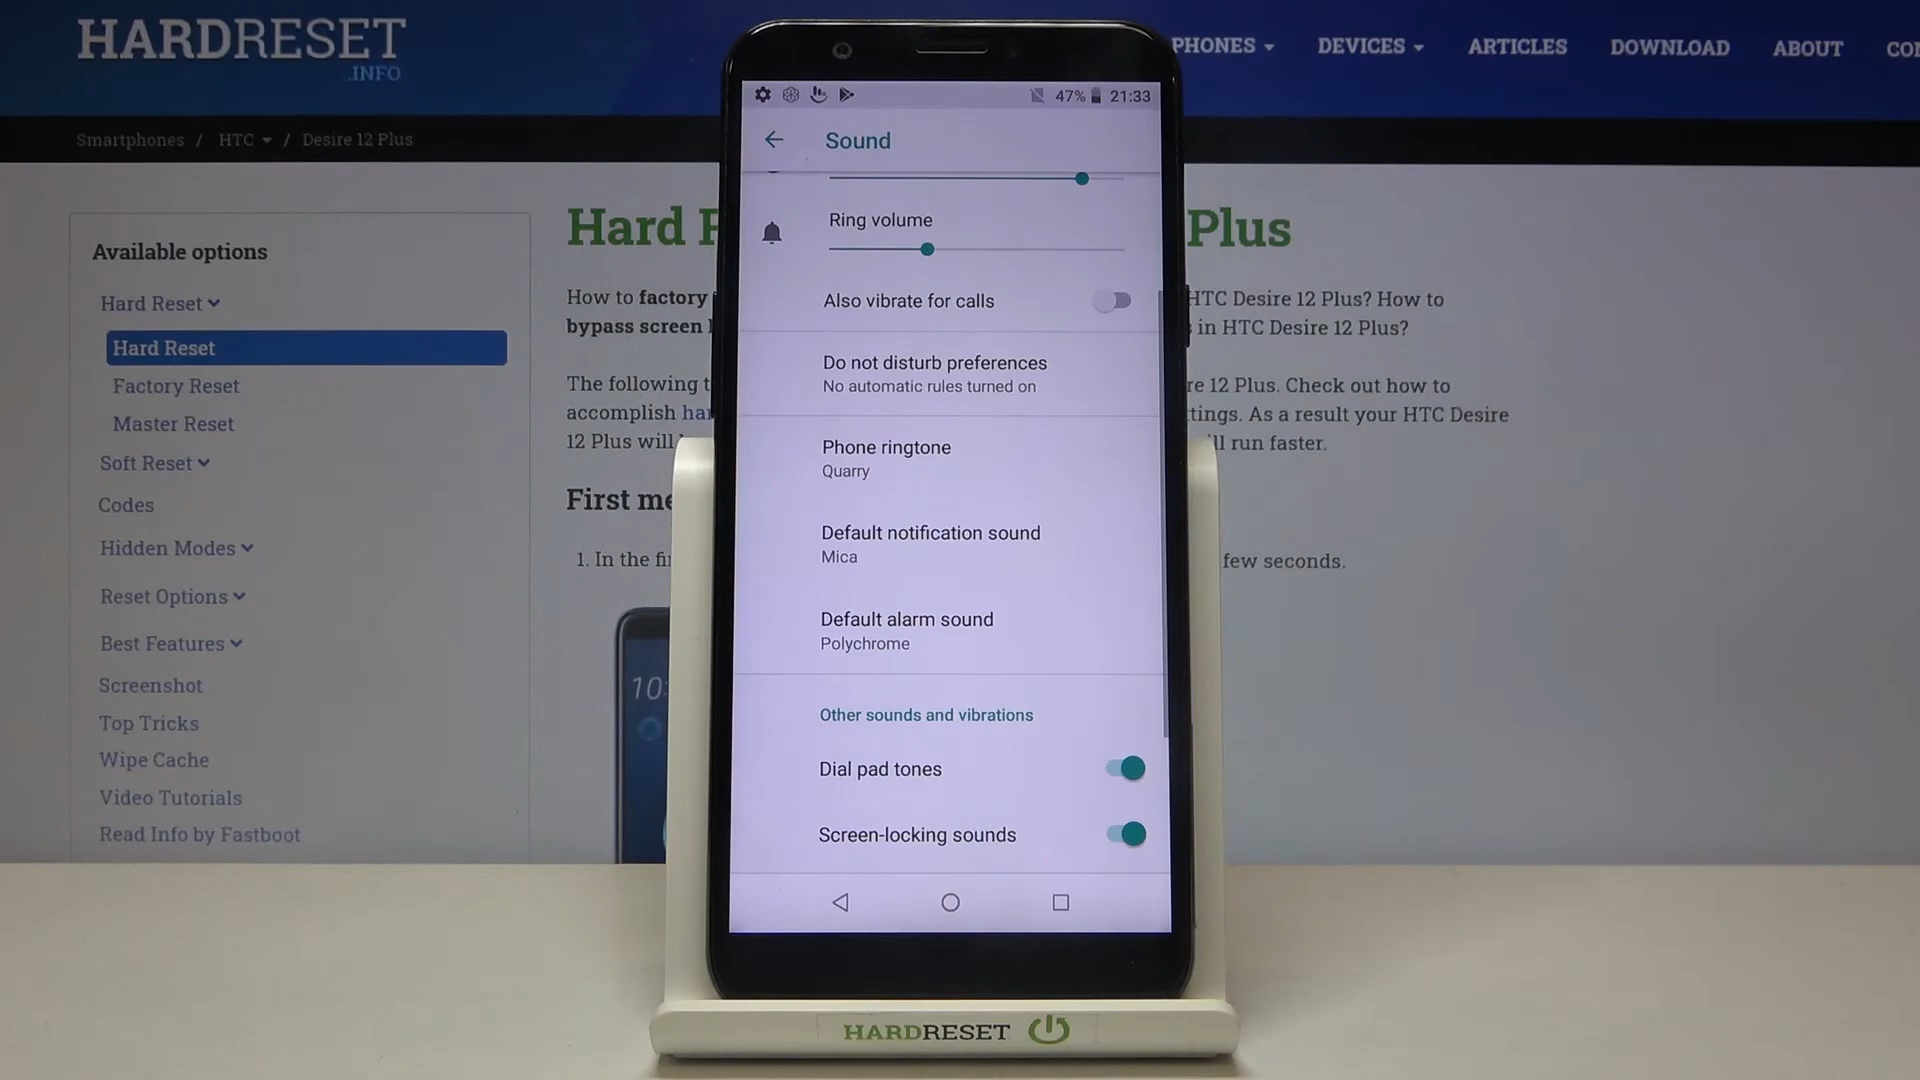 HARDRESET
.INFO
PHONES
DEVICES
ARTICLES
DOWNLOAD
ABOUT
Smartphones / HTC / Desire 12 Plus
Available options
Hard Reset
Hard Reset
Factory Reset
Master Reset
Soft Reset
Codes
Hidden Modes
Reset Options
Best Features
Screenshot
Top Tricks
Wipe Cache
Video Tutorials
Read Info by Fastboot
Hard
Plus
How to factory
HTC Desire 12 Plus? How to
bypass screen
in HTC Desire 12 Plus?
The following
12 Plus. Check out how to
accomplish
As a result your HTC Desire
12 Plus will
run faster.
First
1. In the
few seconds.
10:
47% 21:33
Sound
Ring volume
Also vibrate for calls
Do not disturb preferences
No automatic rules turned on
Phone ringtone
Quarry
Default notification sound
Mica
Default alarm sound
Polychrome
Other sounds and vibrations
Dial pad tones
Screen-locking sounds
HARDRESET